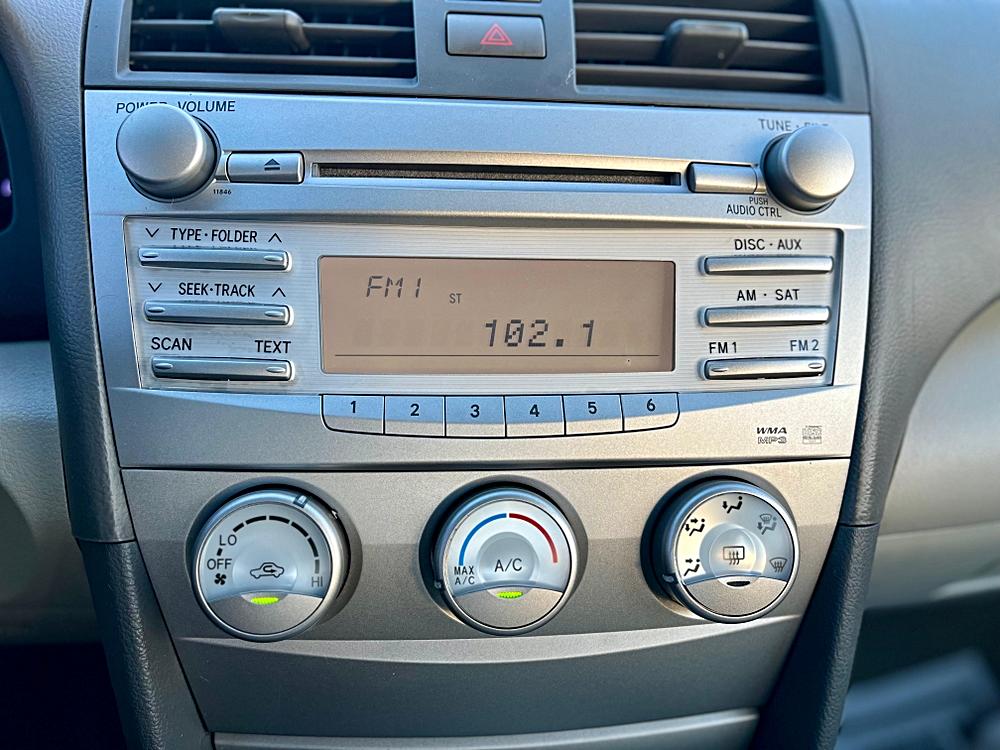 POWER VOLUME
TUNE · FILE
11846
PUSH
AUDIO CTRL
TYPE·FOLDER
DISC · AUX
SEEK·TRACK
AM · SAT
SCAN TEXT
FM1 FM2
FM1 ST
102.1
1 2 3 4 5 6
WMA
MP3
LO
OFF
HI
MAX
A/C
A/C